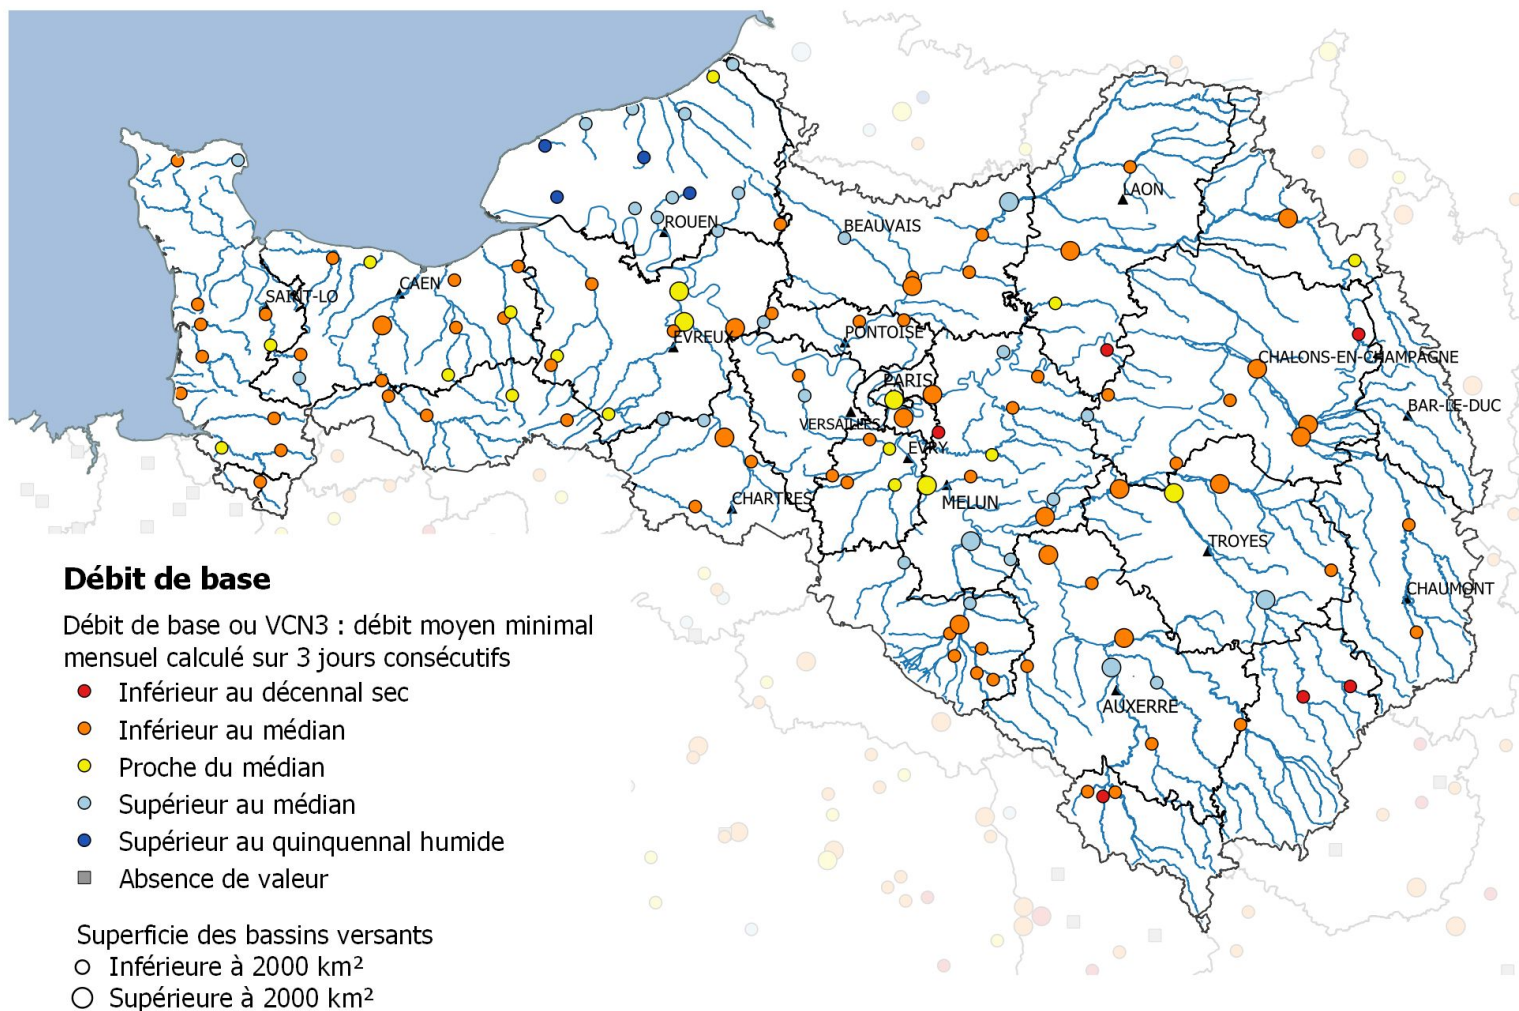 LAON
ROUEN
BEAUVAIS
CAEN
SAINT-LO
PONTOISE
EVREUX
CHALONS-EN-CHAMPAGNE
PARIS
BAR-LE-DUC
VERSAILLES
EVRY
CHARTRES
MELUN
TROYES
CHAUMONT
AUXERRE
Débit de base
Débit de base ou VCN3 : débit moyen minimal
mensuel calculé sur 3 jours consécutifs
Inférieur au décennal sec
Inférieur au médian
Proche du médian
Supérieur au médian
Supérieur au quinquennal humide
Absence de valeur
Superficie des bassins versants
Inférieure à 2000 km²
Supérieure à 2000 km²